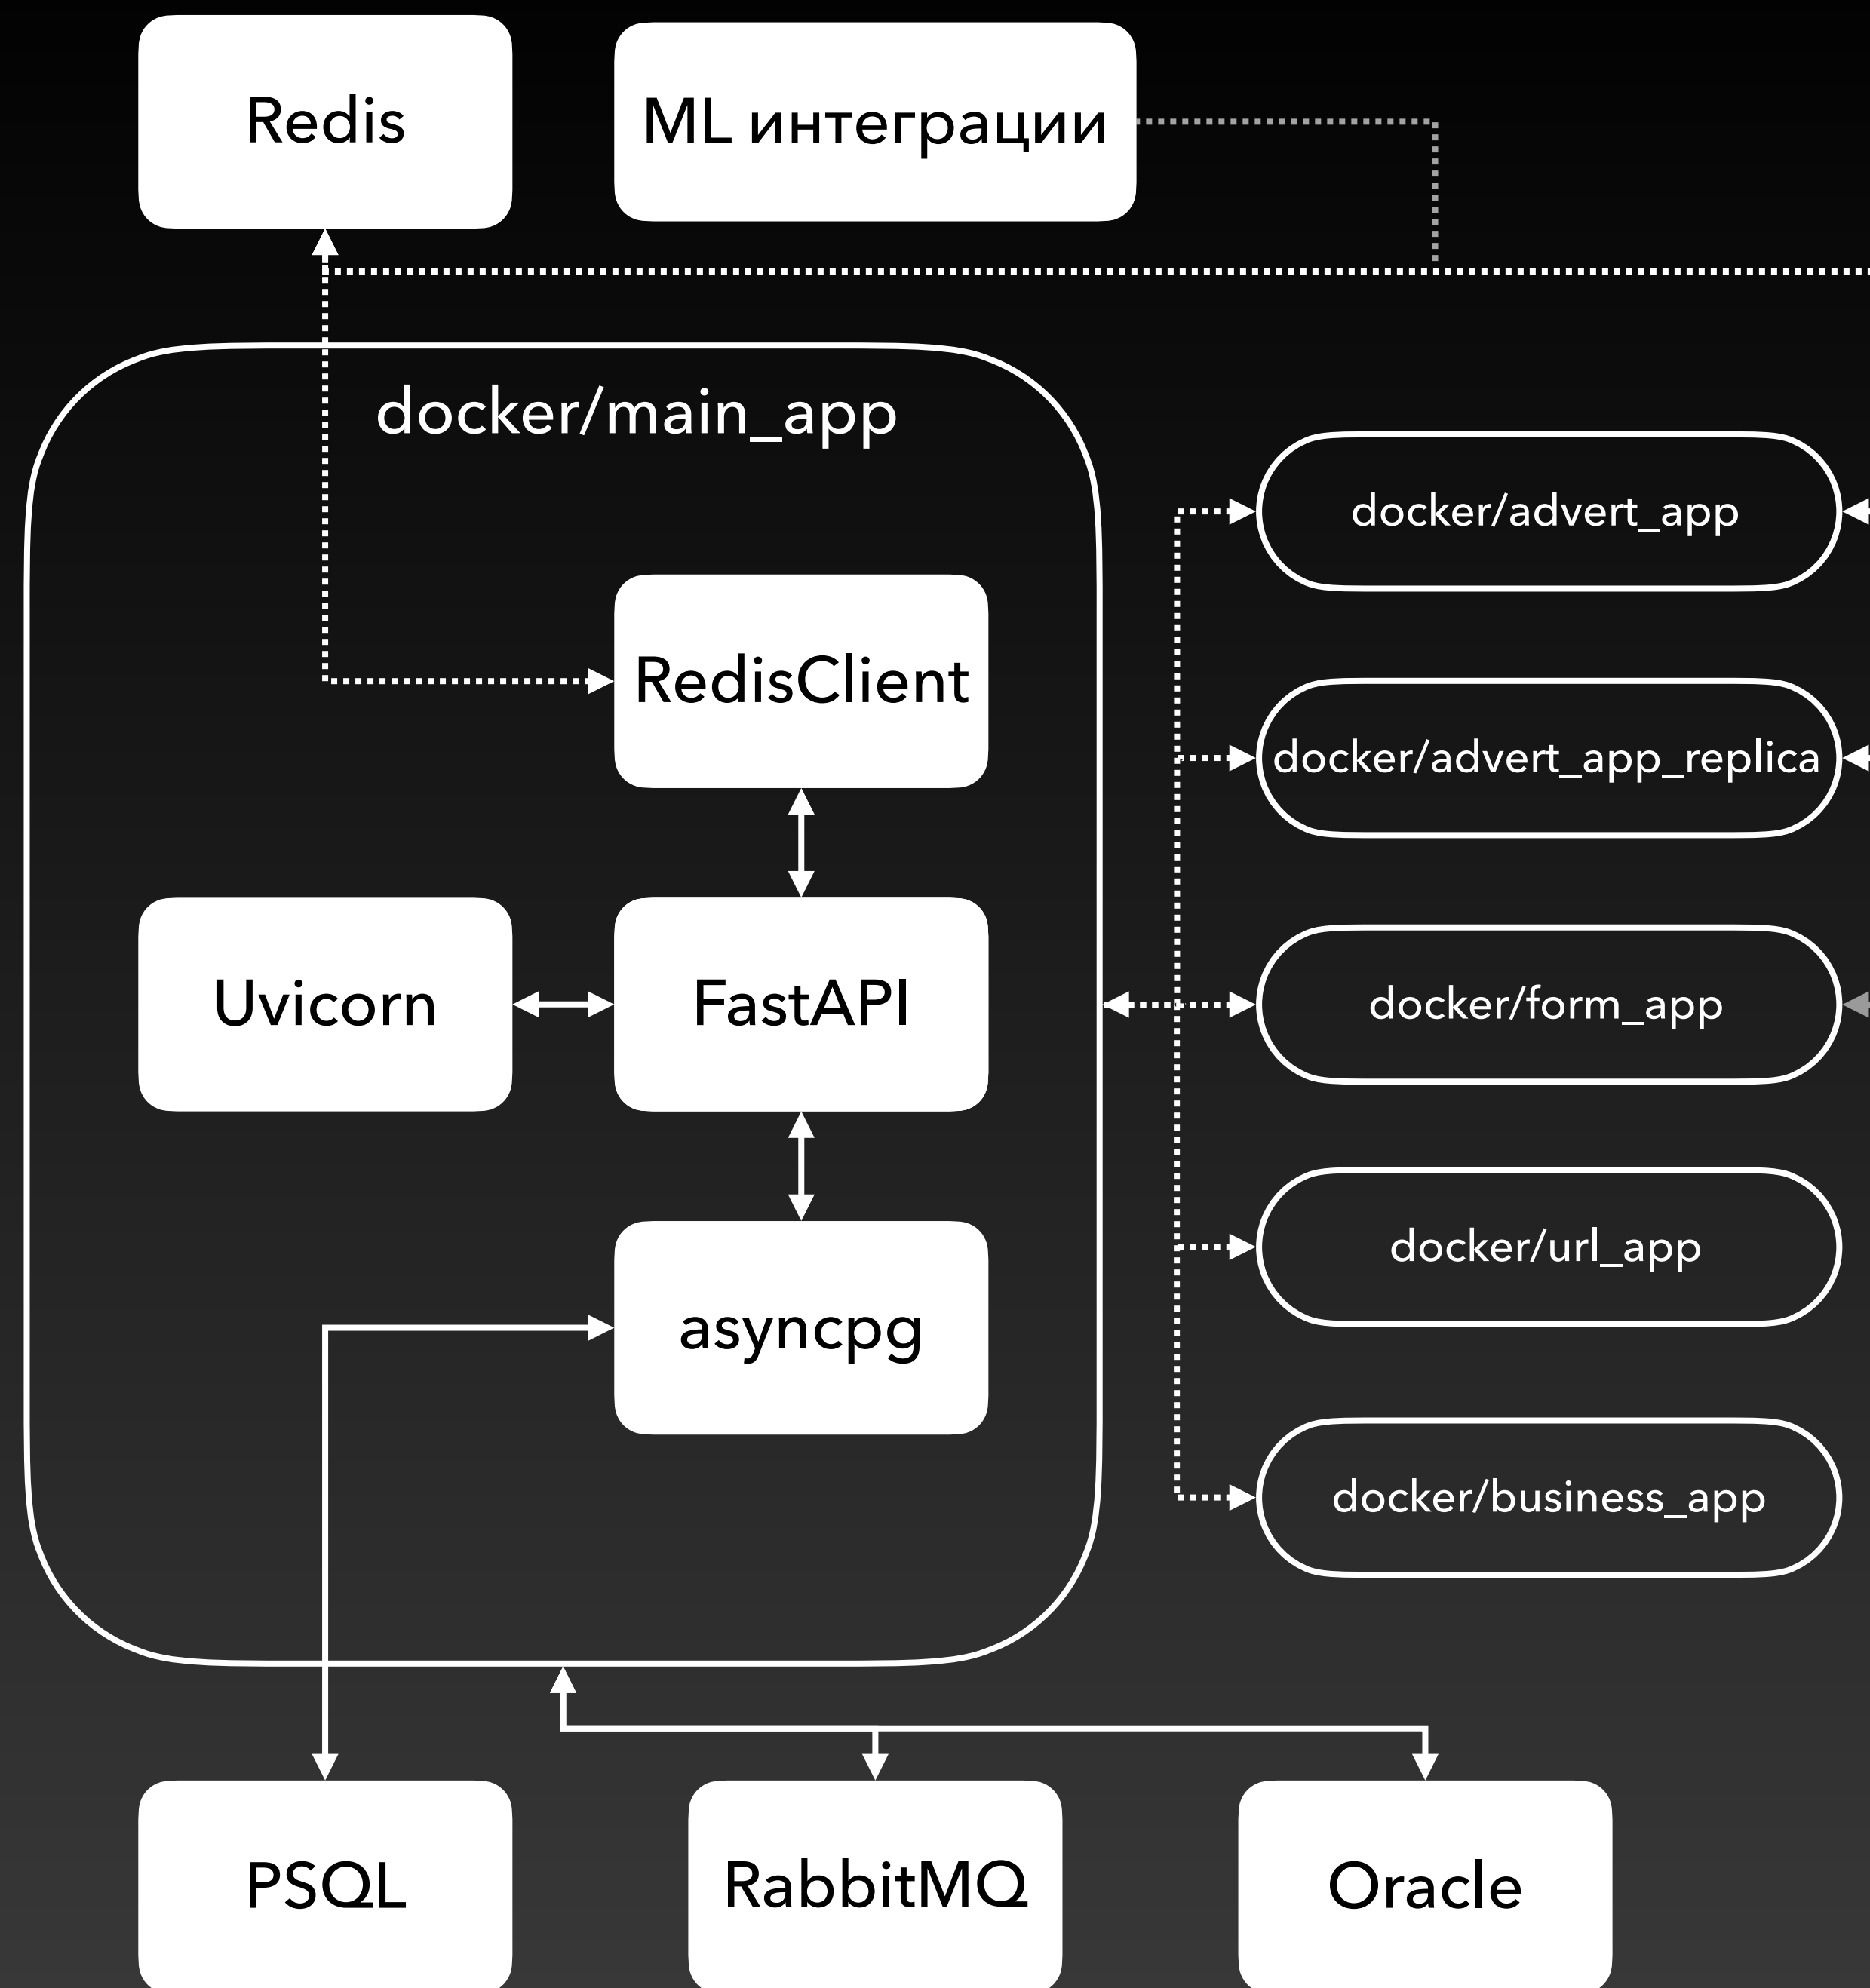 Redis
ML интеграции
docker/main_app
docker/advert_app
RedisClient
docker/advert_app_replica
Uvicorn
FastAPI
docker/form_app
docker/url_app
asyncpg
docker/business_app
PSQL
RabbitMQ
Oracle